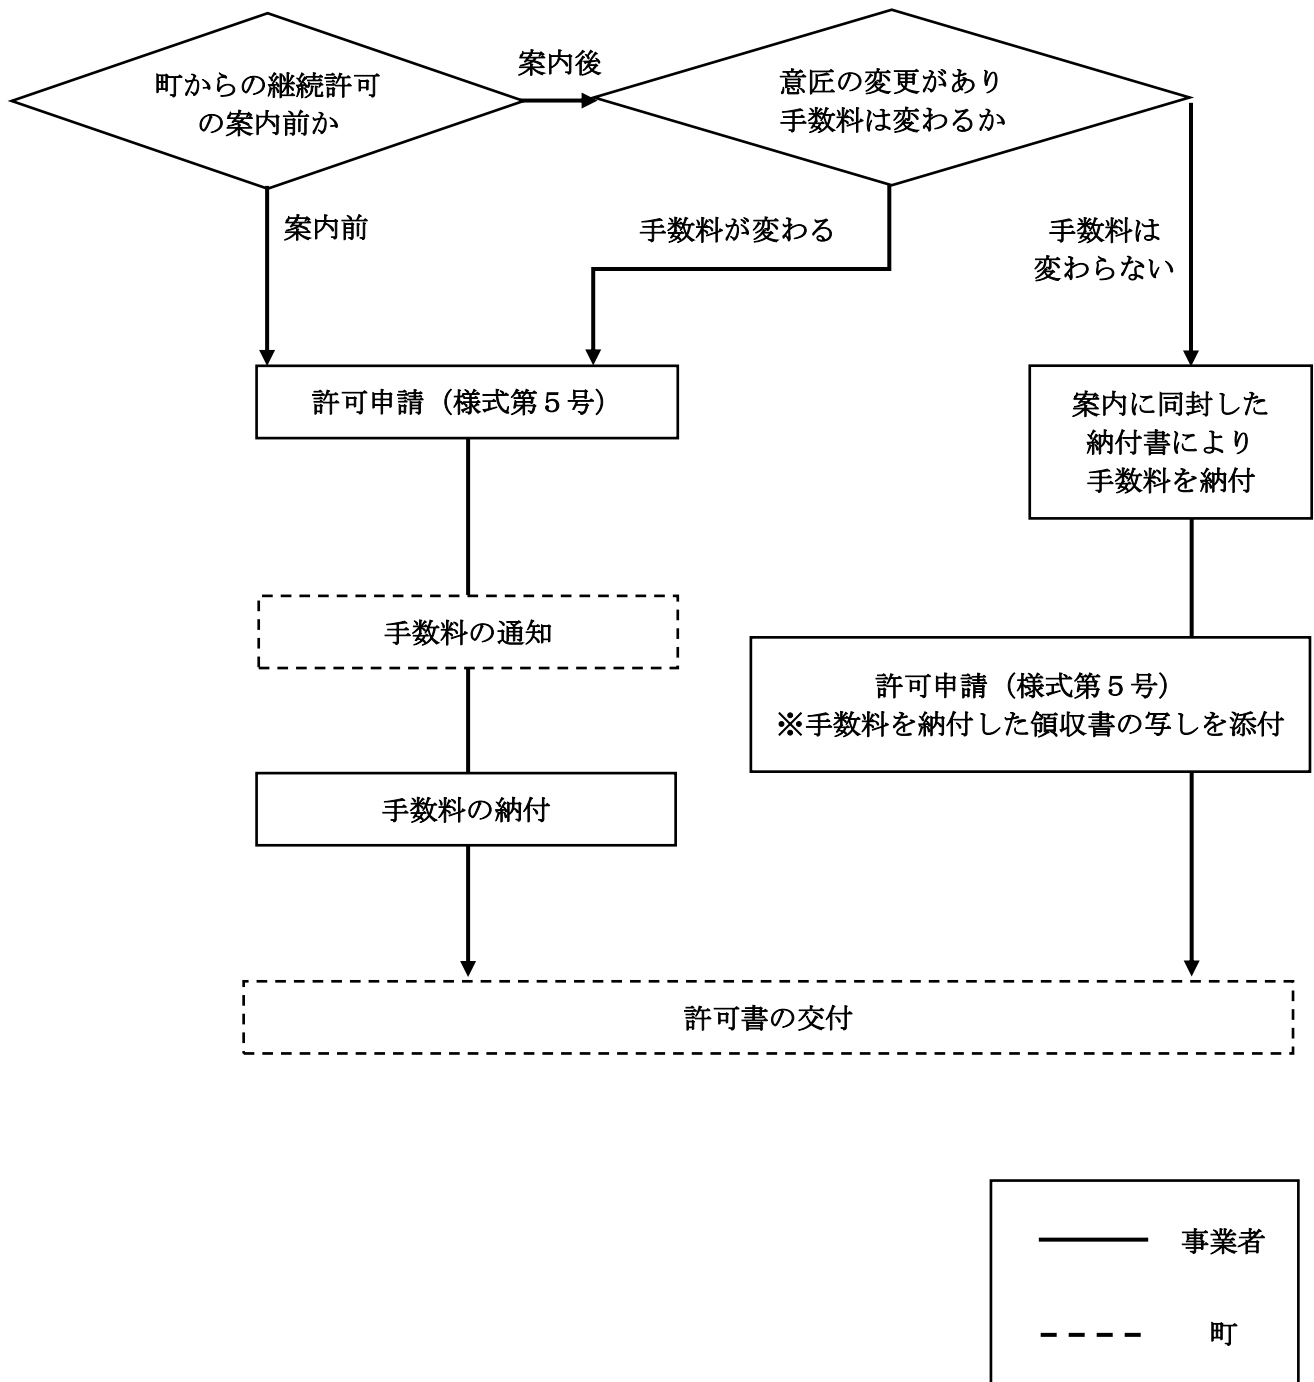 町からの継続許可
の案内前か
案内後
意匠の変更があり
手数料は変わるか
案内前
手数料が変わる
手数料は
変わらない
許可申請（様式第５号）
案内に同封した
納付書により
手数料を納付
手数料の通知
許可申請（様式第５号）
※手数料を納付した領収書の写しを添付
手数料の納付
許可書の交付
事業者
町